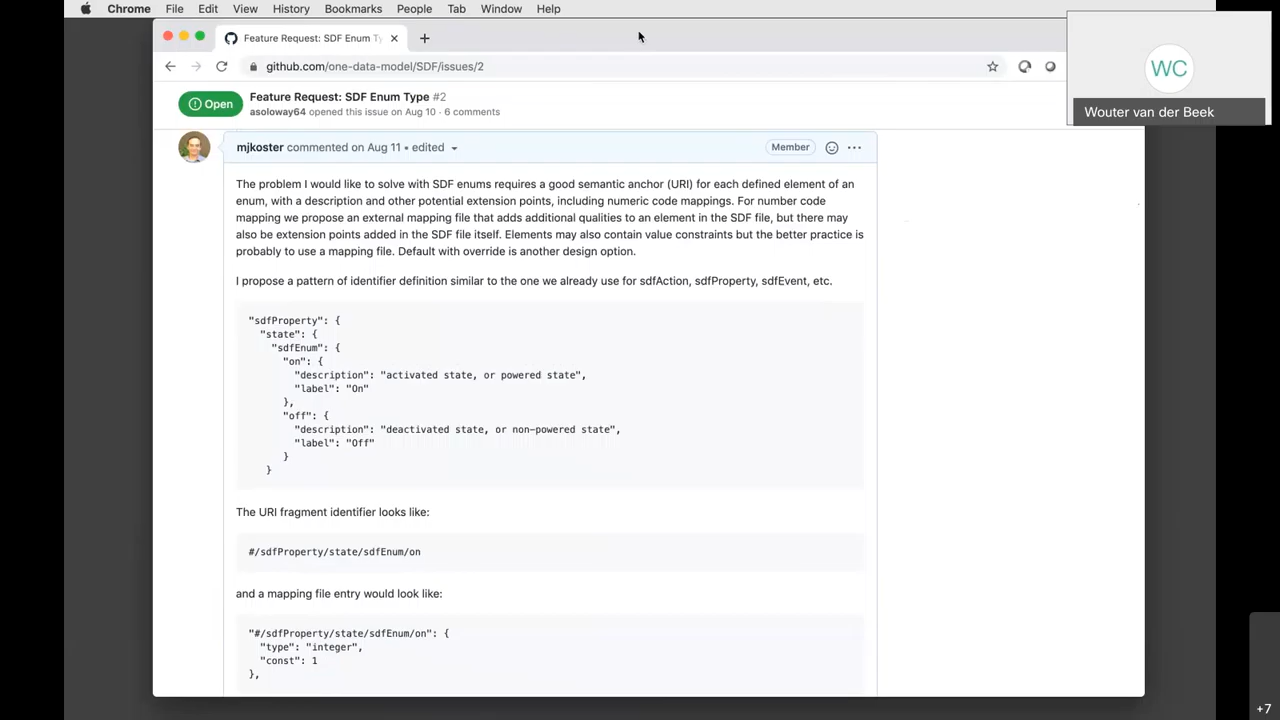 Chrome File Edit View History Bookmarks People Tab Window Help
Feature Request: SDF Enum Ty
github.com/one-data-model/SDF/issues/2
WC
Wouter van der Beek
Open
Feature Request: SDF Enum Type #2
asoloway64 opened this issue on Aug 10 · 6 comments
mjkoster commented on Aug 11 • edited
Member
The problem I would like to solve with SDF enums requires a good semantic anchor (URI) for each defined element of an
enum, with a description and other potential extension points, including numeric code mappings. For number code
mapping we propose an external mapping file that adds additional qualities to an element in the SDF file, but there may
also be extension points added in the SDF file itself. Elements may also contain value constraints but the better practice is
probably to use a mapping file. Default with override is another design option.
I propose a pattern of identifier definition similar to the one we already use for sdfAction, sdfProperty, sdfEvent, etc.
"sdfProperty": {
"state": {
"sdfEnum": {
"on": {
"description": "activated state, or powered state",
"label": "On"
},
"off": {
"description": "deactivated state, or non-powered state",
"label": "Off"
}
}
The URI fragment identifier looks like:
#/sdfProperty/state/sdfEnum/on
and a mapping file entry would look like:
"#/sdfProperty/state/sdfEnum/on": {
"type": "integer",
"const": 1
},
+7